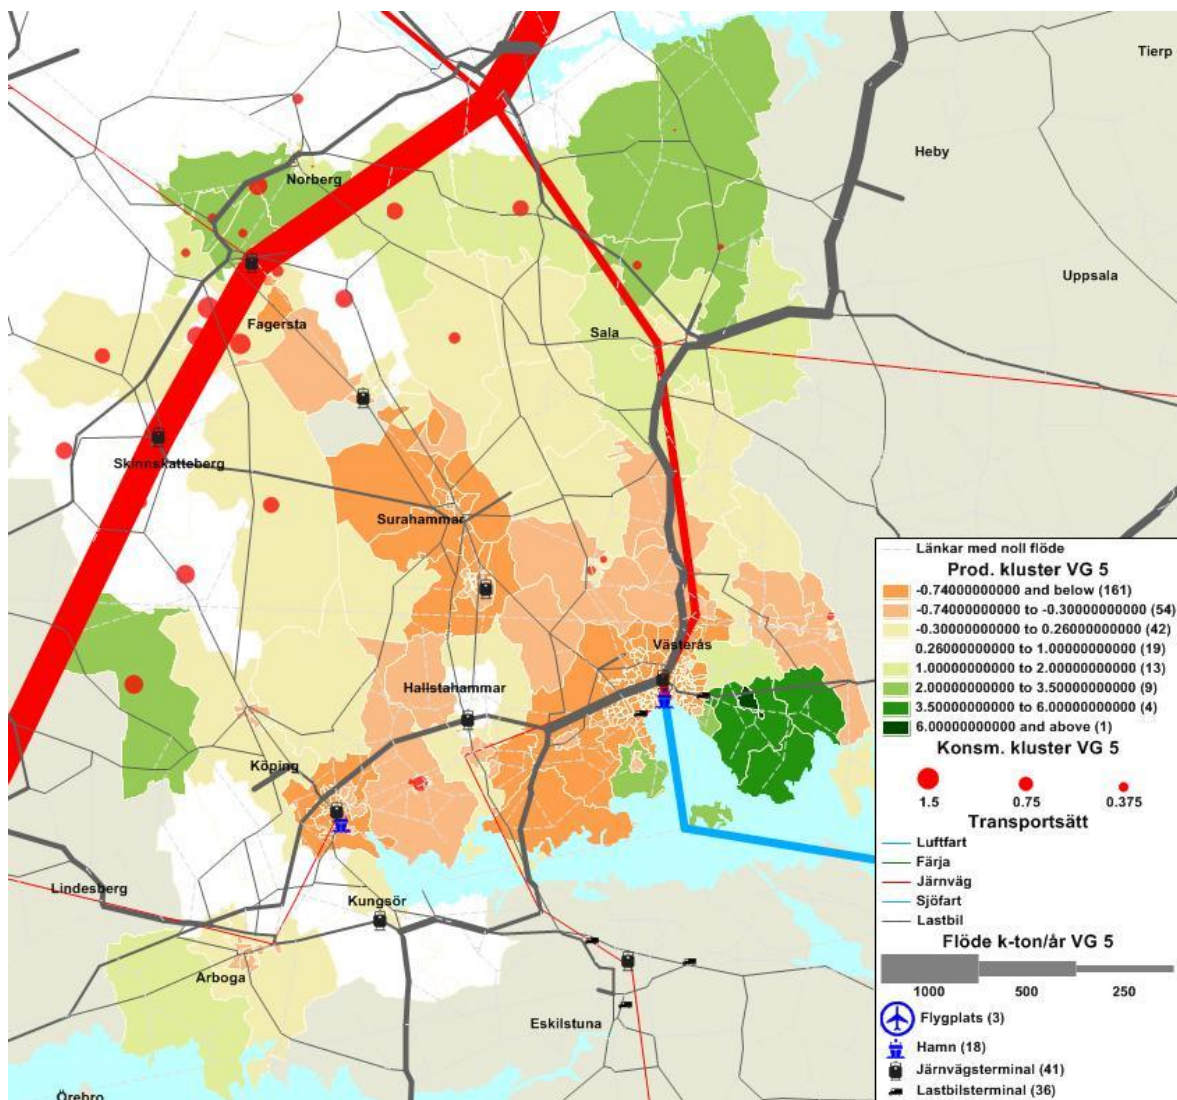 Tierp
Heby
Norberg
Uppsala
Fagersta
Sala
Skinnskatteberg
Surahammar
Västerås
Hallstahammar
Köping
Lindesberg
Kungsör
Arboga
Eskilstuna
Örebro
Länkar med noll flöde
Prod. kluster VG 5
-0.74000000000 and below (161)
-0.74000000000 to -0.30000000000 (54)
-0.30000000000 to 0.26000000000 (42)
0.26000000000 to 1.00000000000 (19)
1.00000000000 to 2.00000000000 (13)
2.00000000000 to 3.50000000000 (9)
3.50000000000 to 6.00000000000 (4)
6.00000000000 and above (1)
Konsm. kluster VG 5
1.5 0.75 0.375
Transportsätt
Luftfart
Färja
Järnväg
Sjöfart
Lastbil
Flöde k-ton/år VG 5
1000 500 250
Flygplats (3)
Hamn (18)
Järnvägsterminal (41)
Lastbilsterminal (36)